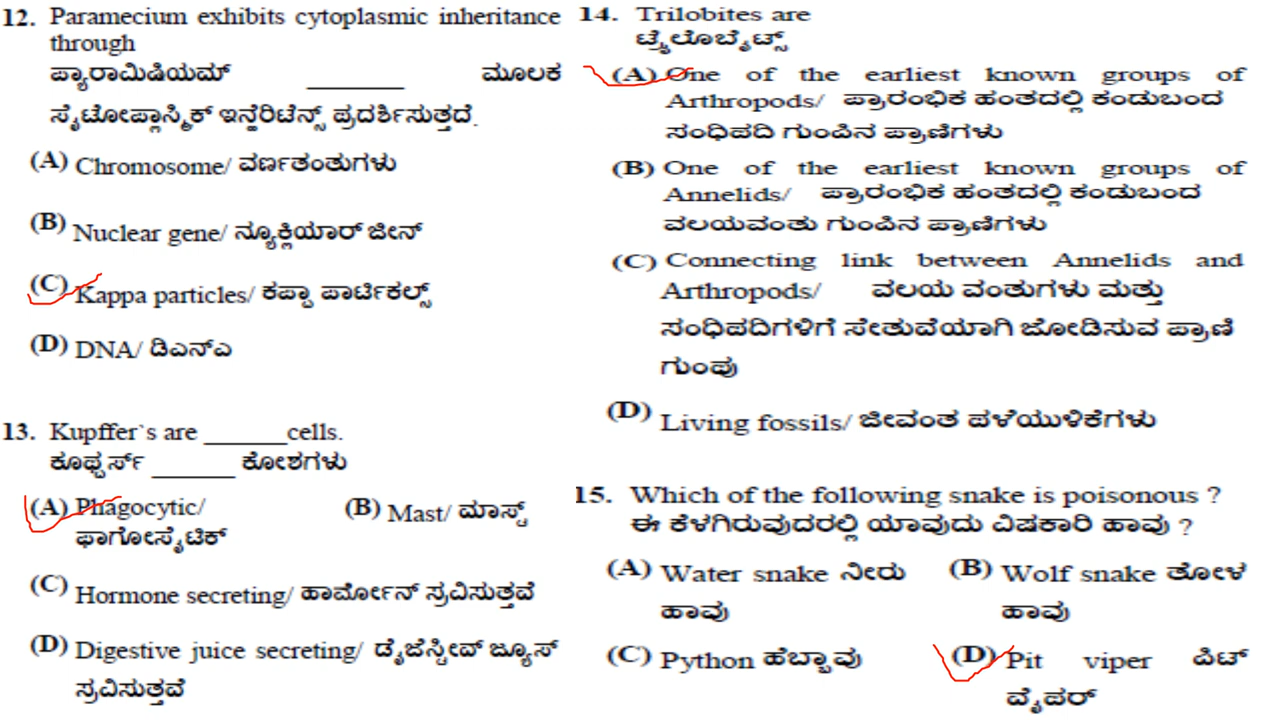 12. Paramecium exhibits cytoplasmic inheritance
through
ಪ್ಯಾರಾಮಿಷಿಯಮ್ ________ ಮೂಲಕ
ಸೈಟೋಪ್ಲಾಸ್ಮಿಕ್ ಇನ್ಹೆರಿಟೆನ್ಸ್ ಪ್ರದರ್ಶಿಸುತ್ತದೆ.
(A) Chromosome/ ವರ್ಣತಂತುಗಳು
(B) Nuclear gene/ ನ್ಯೂಕ್ಲಿಯಾರ್ ಜೀನ್
(C) Kappa particles/ ಕಪ್ಪಾ ಪಾರ್ಟಿಕಲ್ಸ್
(D) DNA/ ಡಿಎನ್ಎ
13. Kupffer`s are _______cells.
ಕೂಫ್ಫರ್ಸ್ _______ ಕೋಶಗಳು
(A) Phagocytic/
ಫಾಗೋಸೈಟಿಕ್
(B) Mast/ ಮಾಸ್ಟ್
(C) Hormone secreting/ ಹಾರ್ಮೋನ್ ಸ್ರವಿಸುತ್ತವೆ
(D) Digestive juice secreting/ ಡೈಜೆಸ್ಟೀವ್ ಜ್ಯೂಸ್
ಸ್ರವಿಸುತ್ತವೆ
14. Trilobites are
ಟ್ರೈಲೊಬೈಟ್ಸ್
(A) One of the earliest known groups of
Arthropods/ ಪ್ರಾರಂಭಿಕ ಹಂತದಲ್ಲಿ ಕಂಡುಬಂದ
ಸಂಧಿಪದಿ ಗುಂಪಿನ ಪ್ರಾಣಿಗಳು
(B) One of the earliest known groups of
Annelids/ ಪ್ರಾರಂಭಿಕ ಹಂತದಲ್ಲಿ ಕಂಡುಬಂದ
ವಲಯವಂತು ಗುಂಪಿನ ಪ್ರಾಣಿಗಳು
(C) Connecting link between Annelids and
Arthropods/ ವಲಯ ವಂತುಗಳು ಮತ್ತು
ಸಂಧಿಪದಿಗಳಿಗೆ ಸೇತುವೆಯಾಗಿ ಜೋಡಿಸುವ ಪ್ರಾಣಿ
ಗುಂಪು
(D) Living fossils/ ಜೀವಂತ ಪಳೆಯುಳಿಕೆಗಳು
15. Which of the following snake is poisonous ?
ಈ ಕೆಳಗಿರುವುದರಲ್ಲಿ ಯಾವುದು ವಿಷಕಾರಿ ಹಾವು ?
(A) Water snake ನೀರು
ಹಾವು
(B) Wolf snake ತೋಳ
ಹಾವು
(C) Python ಹೆಬ್ಬಾವು
(D) Pit viper ಪಿಟ್
ವೈಪರ್